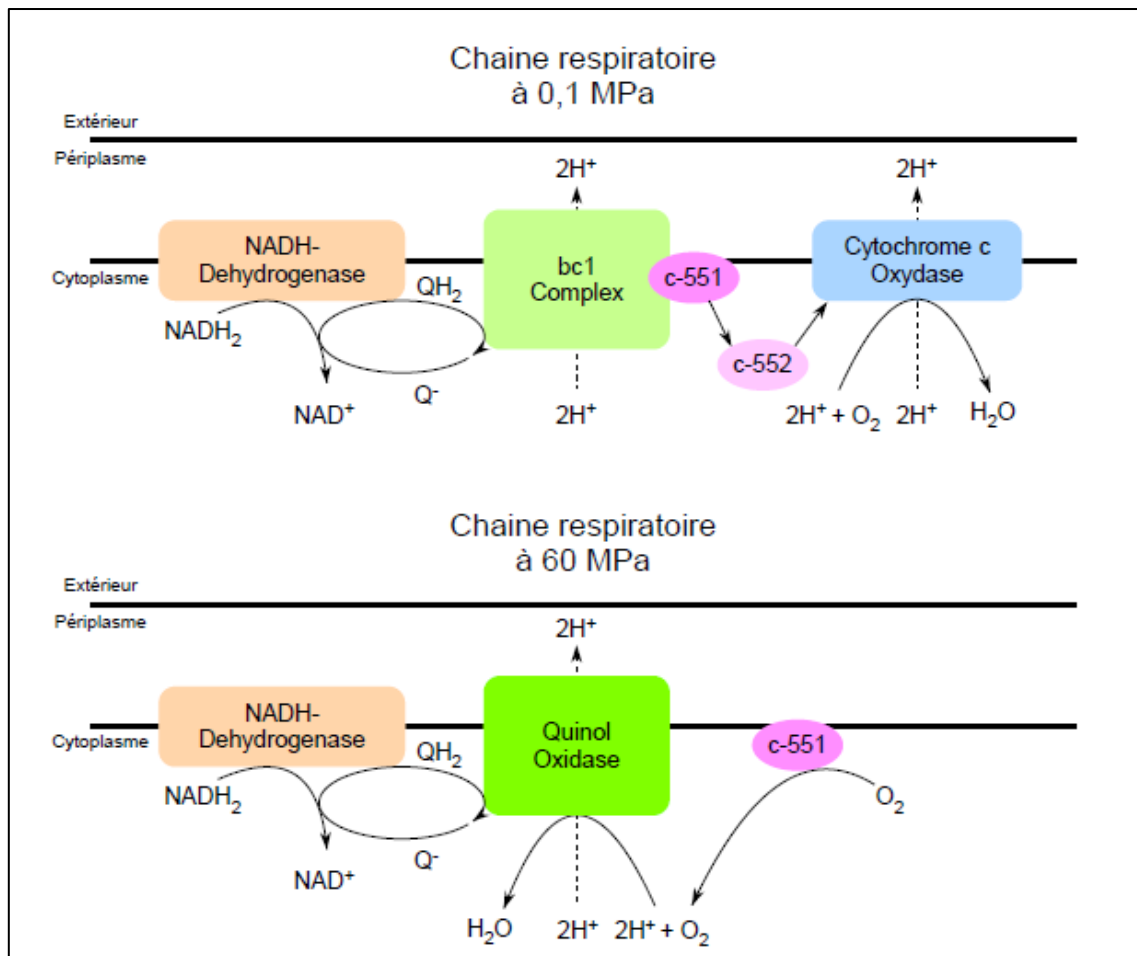 Chaine respiratoire
à 0,1 MPa
Extérieur
Périplasme
2H⁺ 2H⁺
NADH-
Dehydrogenase
bc1
Complex
c-551
Cytochrome c
Oxydase
Cytoplasme
QH₂
NADH₂
c-552
Q⁻
NAD⁺
2H⁺
2H⁺ + O₂ 2H⁺ H₂O
Chaine respiratoire
à 60 MPa
Extérieur
Périplasme
2H⁺
NADH-
Dehydrogenase
Quinol
Oxidase
c-551
Cytoplasme
QH₂
NADH₂
O₂
Q⁻
NAD⁺
H₂O 2H⁺ 2H⁺ + O₂